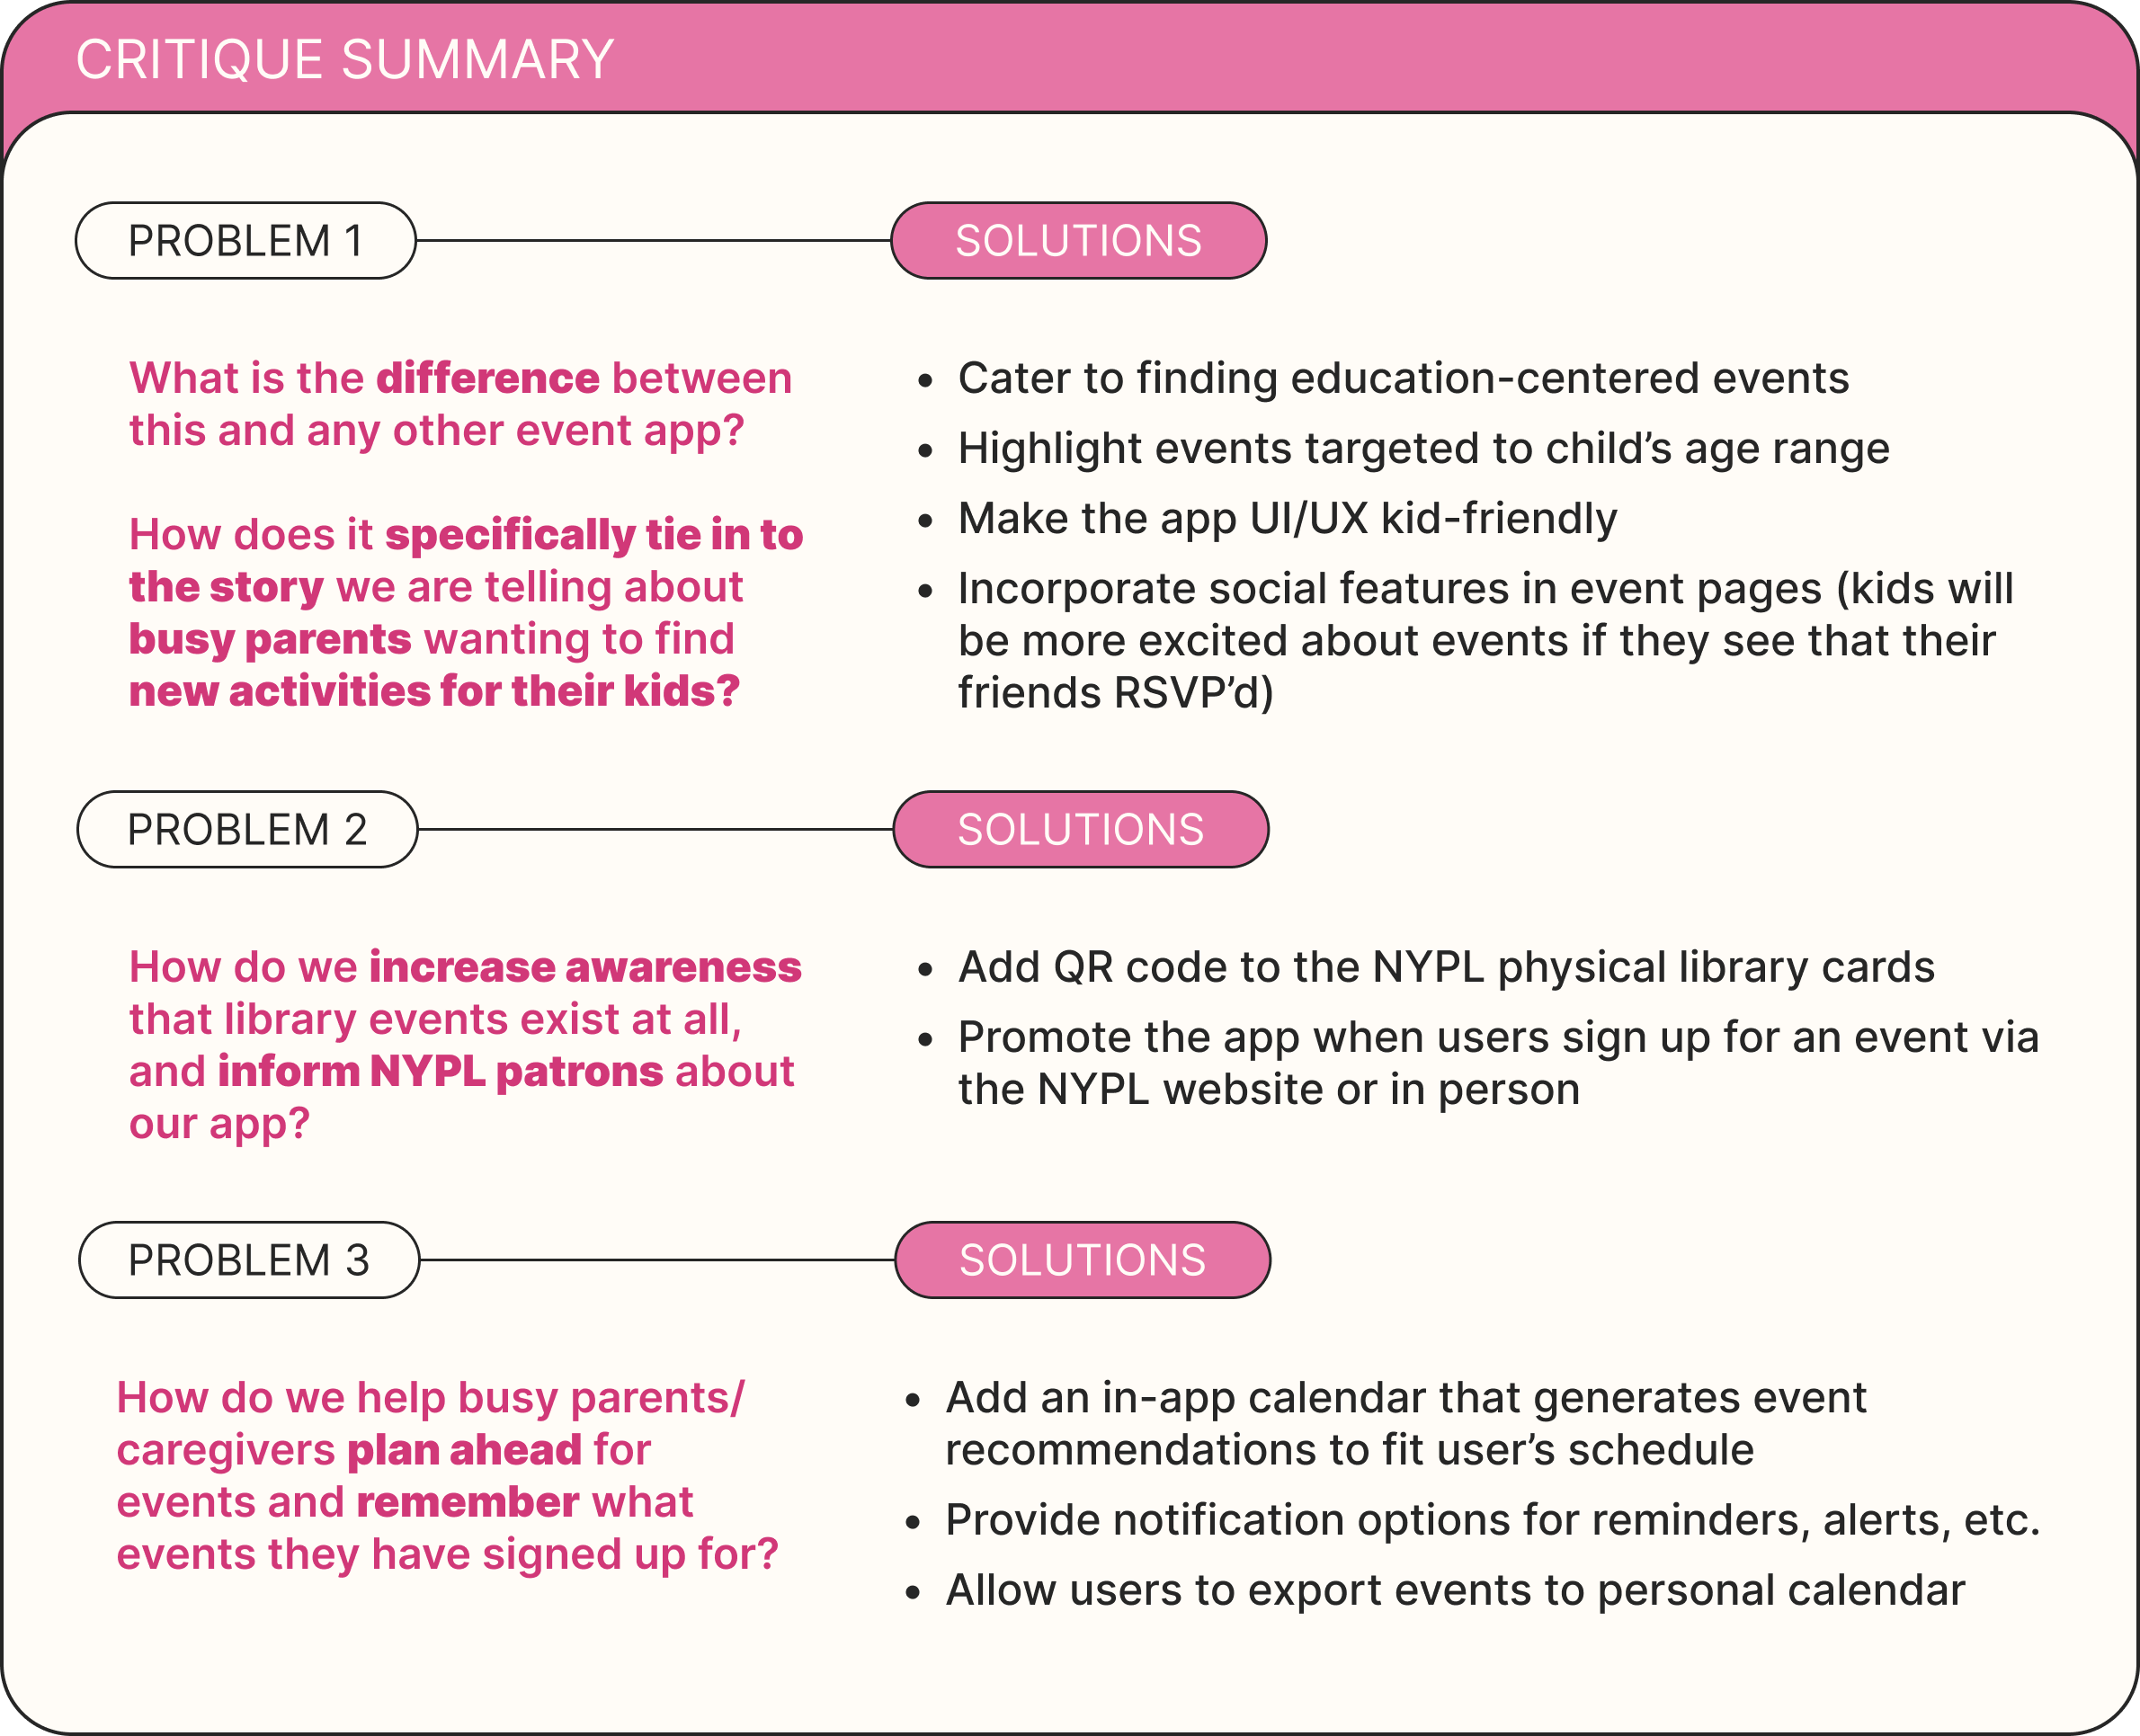 CRITIQUE SUMMARY
PROBLEM 1
SOLUTIONS
What is the difference between
this and any other event app?
How does it specifically tie in to
the story we are telling about
busy parents wanting to find
new activities for their kids?
• Cater to finding education-centered events
• Highlight events targeted to child’s age range
• Make the app UI/UX kid-friendly
• Incorporate social features in event pages (kids will
be more excited about events if they see that their
friends RSVP’d)
PROBLEM 2
SOLUTIONS
How do we increase awareness
that library events exist at all,
and inform NYPL patrons about
our app?
• Add QR code to the NYPL physical library cards
• Promote the app when users sign up for an event via
the NYPL website or in person
PROBLEM 3
SOLUTIONS
How do we help busy parents/
caregivers plan ahead for
events and remember what
events they have signed up for?
• Add an in-app calendar that generates event
recommendations to fit user’s schedule
• Provide notification options for reminders, alerts, etc.
• Allow users to export events to personal calendar